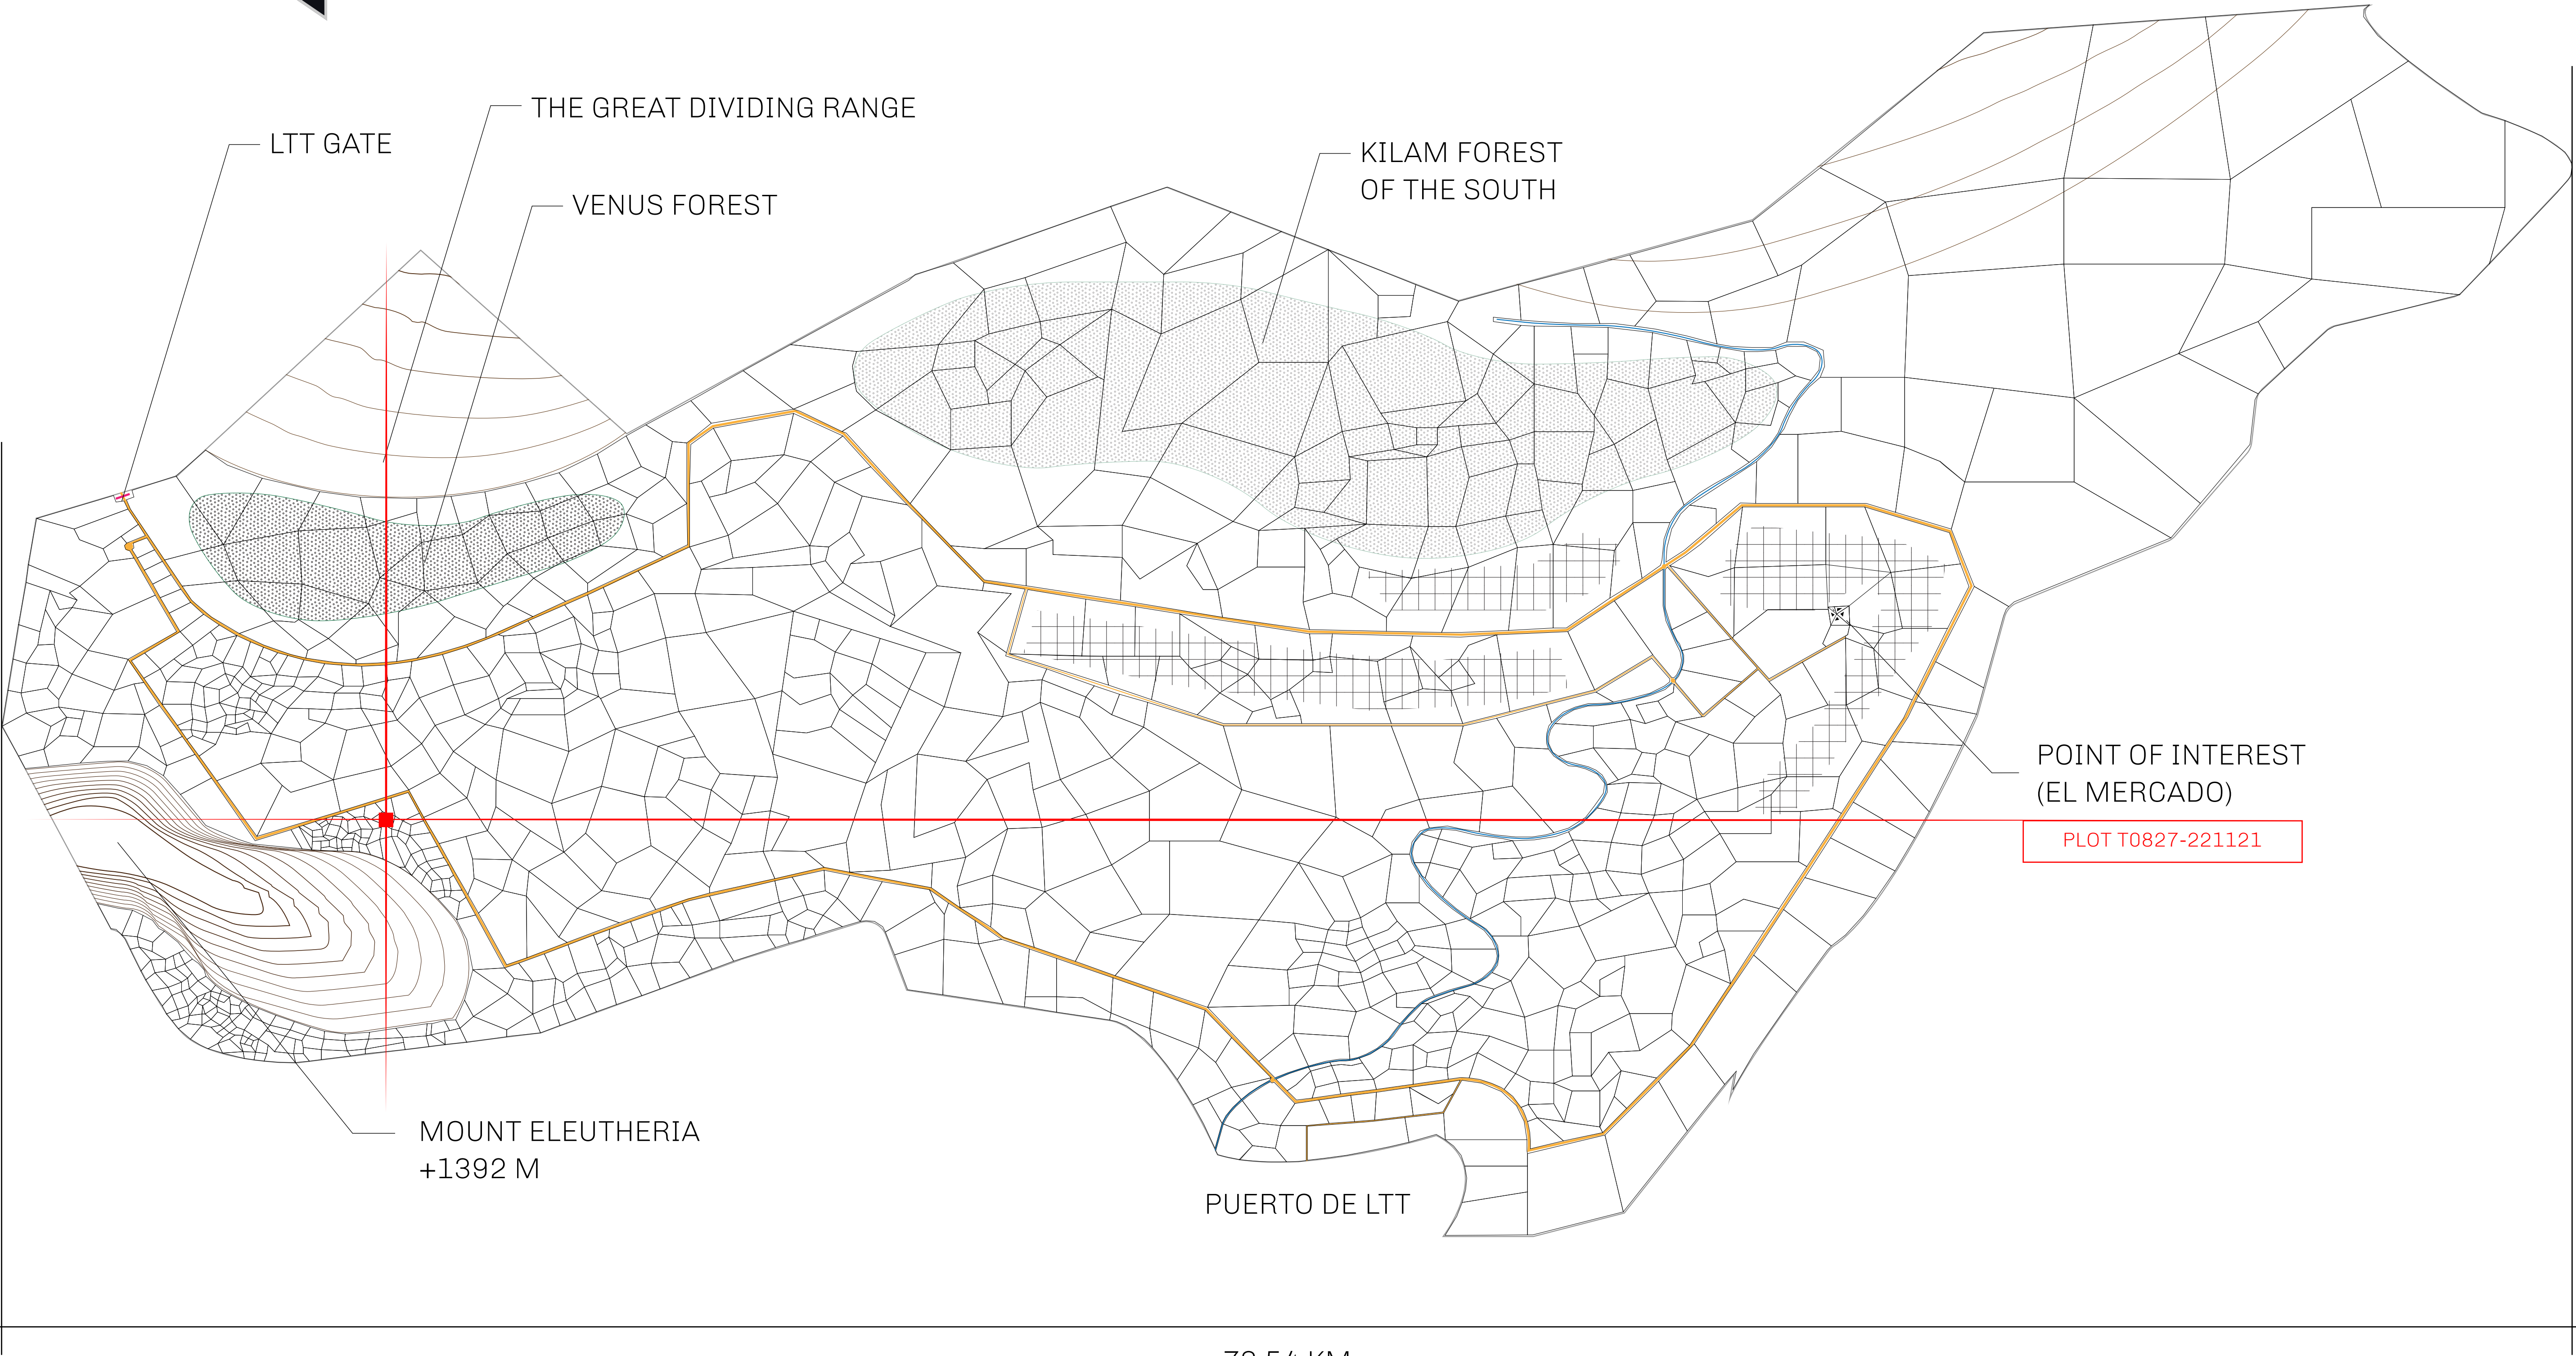 THE GREAT DIVIDING RANGE
LTT GATE
KILAM FOREST
OF THE SOUTH
VENUS FOREST
POINT OF INTEREST
(EL MERCADO)
PLOT T0827-221121
MOUNT ELEUTHERIA
+1392 M
PUERTO DE LTT